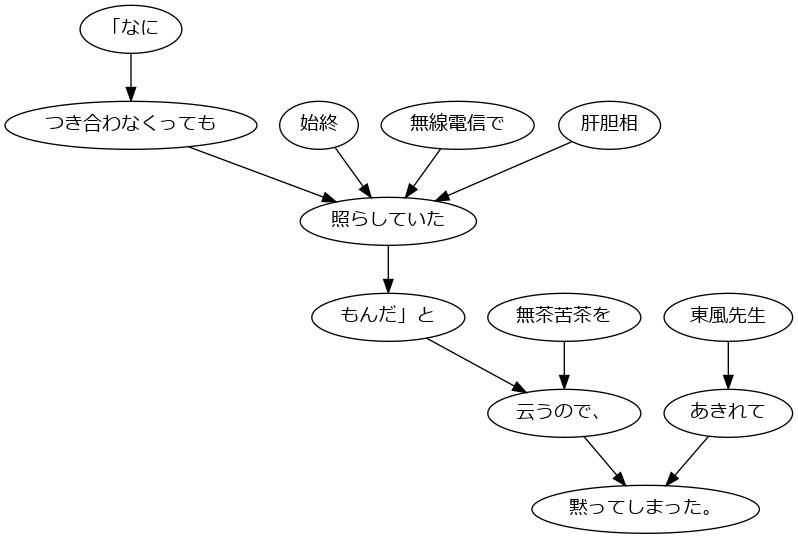 「なに
つき合わなくっても
始終
無線電信で
肝胆相
照らしていた
もんだ」と
無茶苦茶を
東風先生
云うので、
あきれて
黙ってしまった。